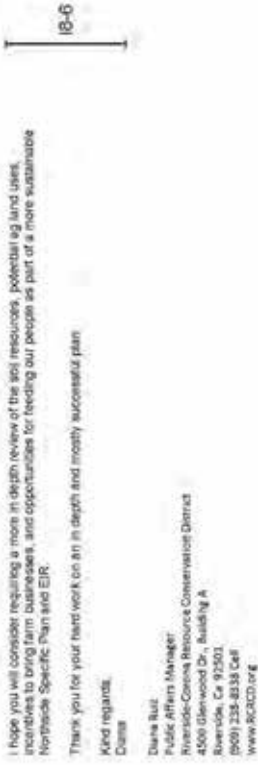 I hope you will consider requiring a more in depth review of the soil resources, potential ag land uses,
incentives to bring farm businesses, and opportunities for feeding our people as part of a more sustainable
Northside Specific Plan and EIR.
Thank you for your hard work on an in depth and mostly successful plan
Kind regards,
Diana
Diana Ruiz
Public Affairs Manager
Riverside-Corona Resource Conservation District
4500 Glenwood Dr., Building A
Riverside, Ca 92501
(909) 238-8338 Cell
www.RCRCD.org
I8-6